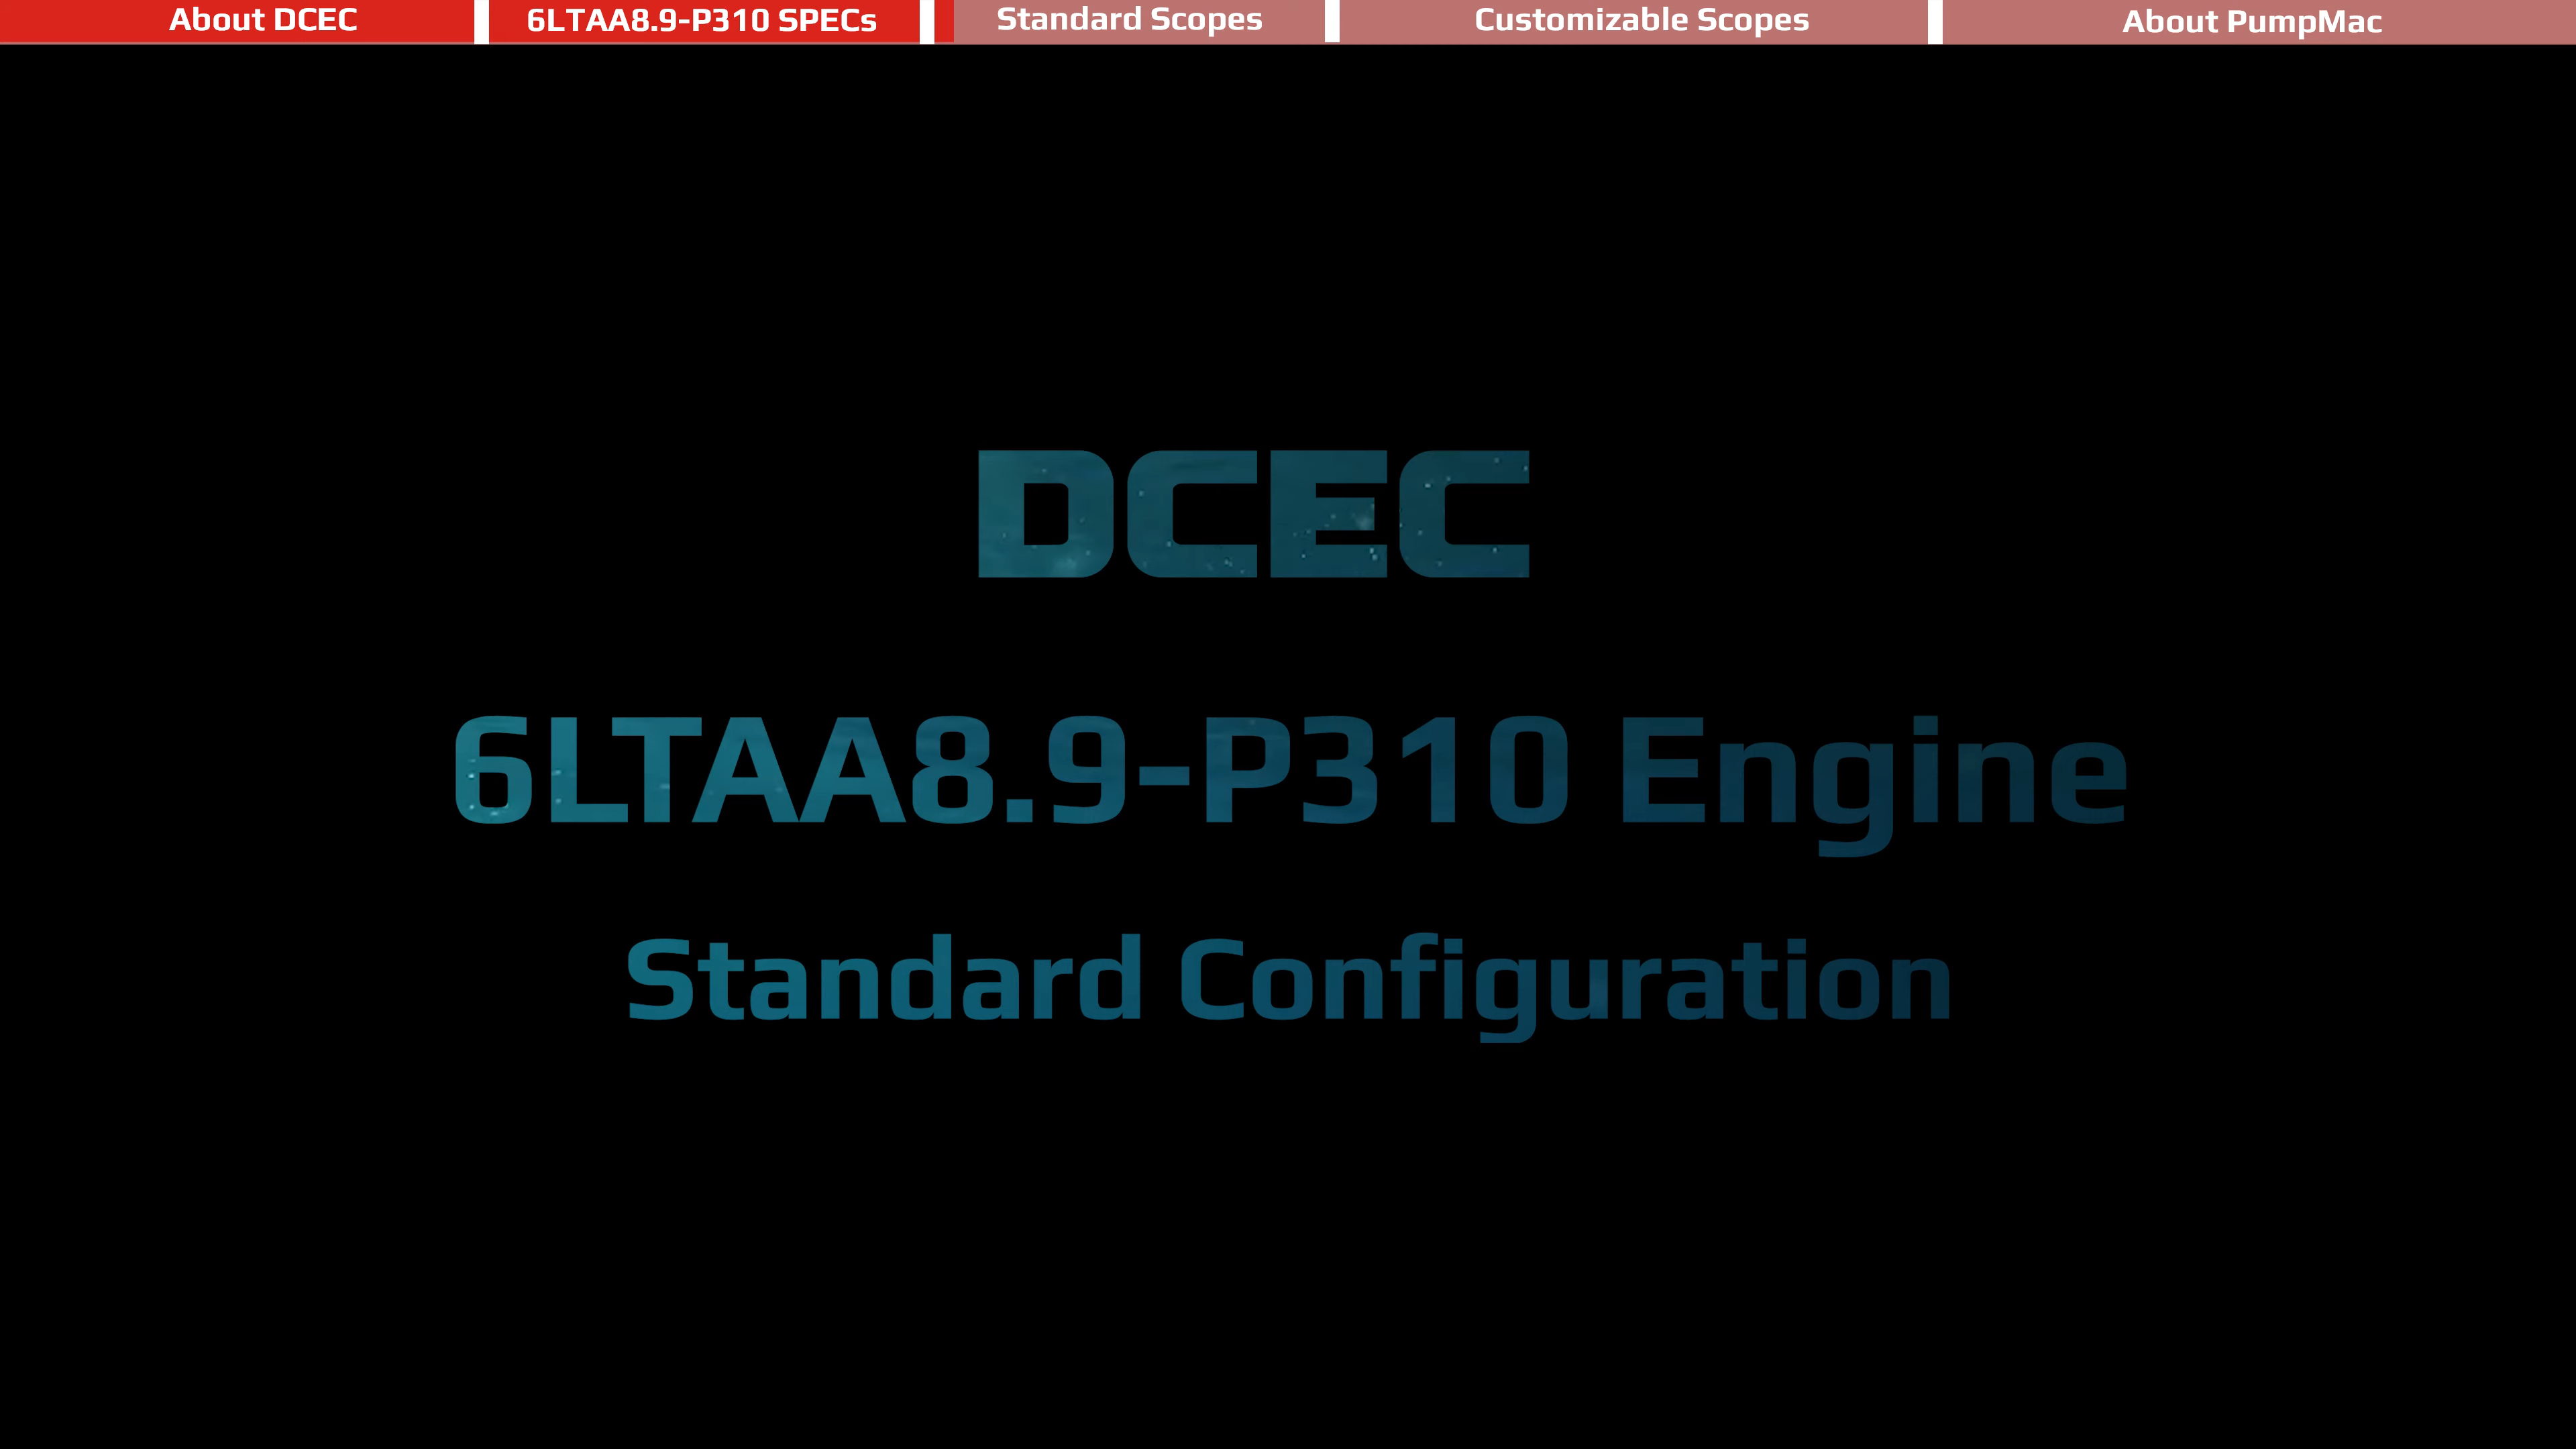 About DCEC
6LTAA8.9-P310 SPECs
Standard Scopes
Customizable Scopes
About PumpMac
DCEC
6LTAA8.9-P310 Engine
Standard Configuration